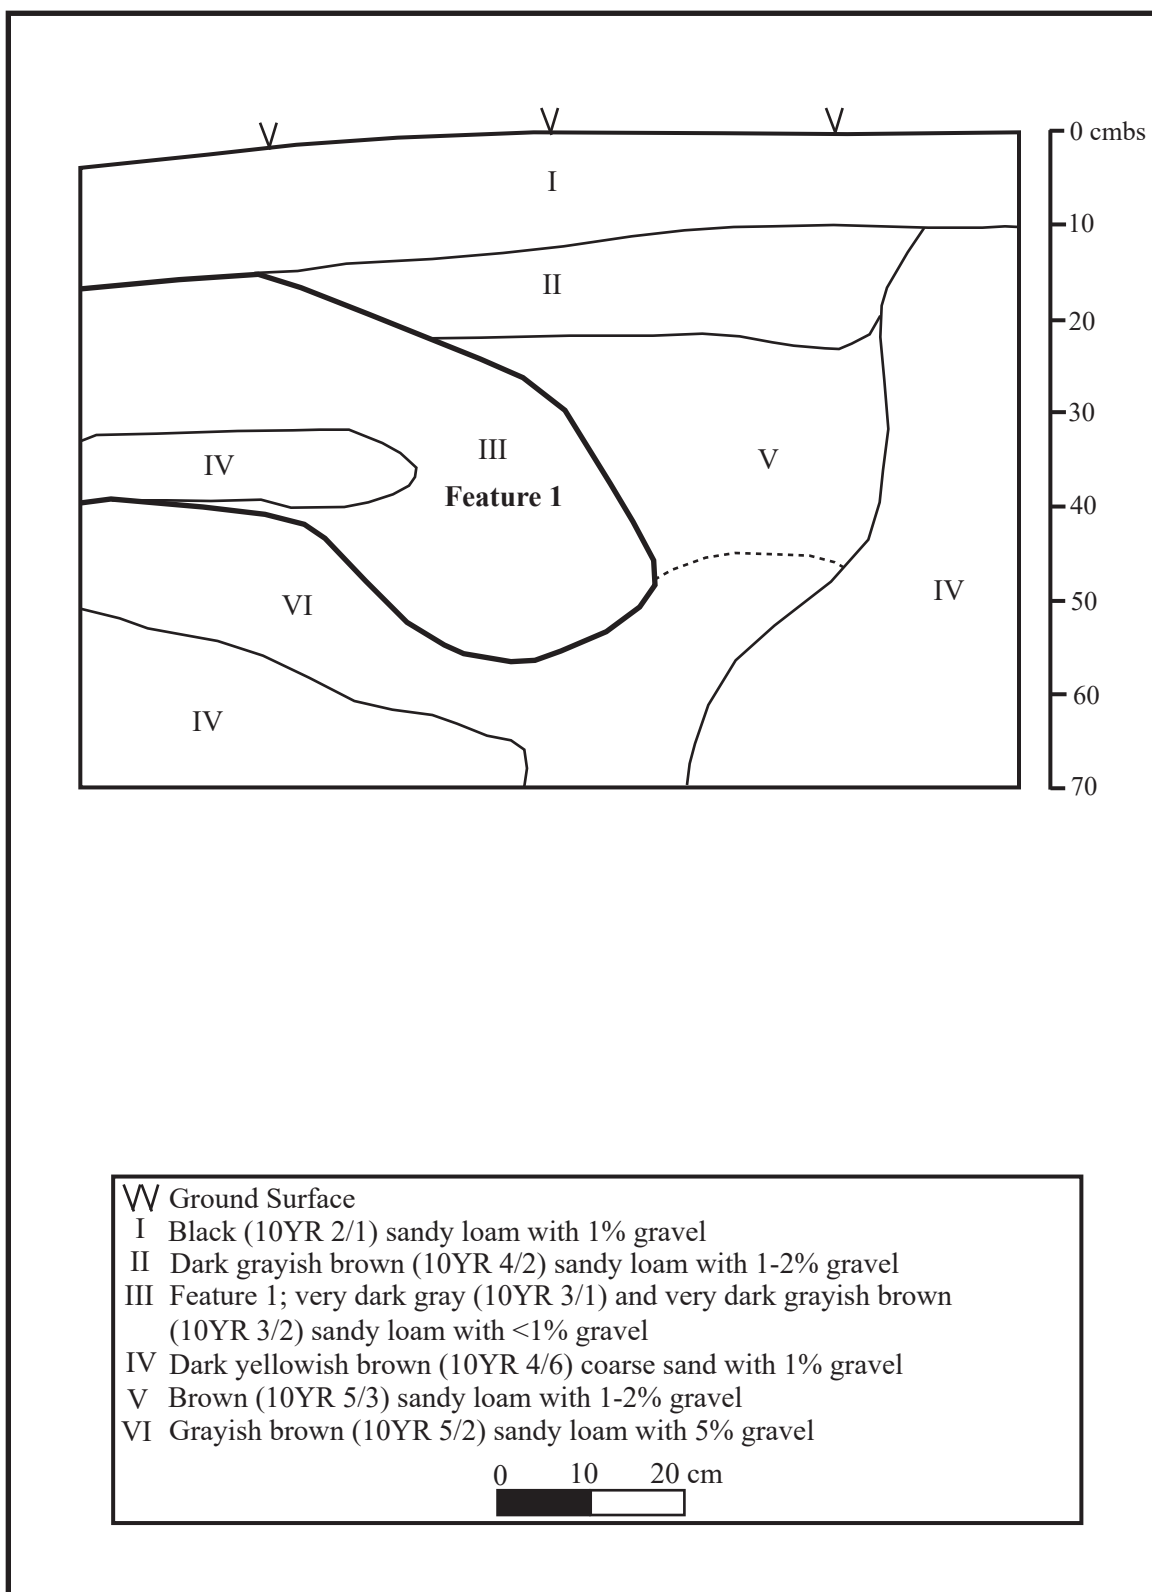 0 cmbs
I
10
II
20
30
III
IV
V
Feature 1
40
IV
50
VI
60
IV
70
Ground Surface
I Black (10YR 2/1) sandy loam with 1% gravel
II Dark grayish brown (10YR 4/2) sandy loam with 1-2% gravel
III Feature 1; very dark gray (10YR 3/1) and very dark grayish brown
(10YR 3/2) sandy loam with <1% gravel
IV Dark yellowish brown (10YR 4/6) coarse sand with 1% gravel
V Brown (10YR 5/3) sandy loam with 1-2% gravel
VI Grayish brown (10YR 5/2) sandy loam with 5% gravel
0 10 20 cm